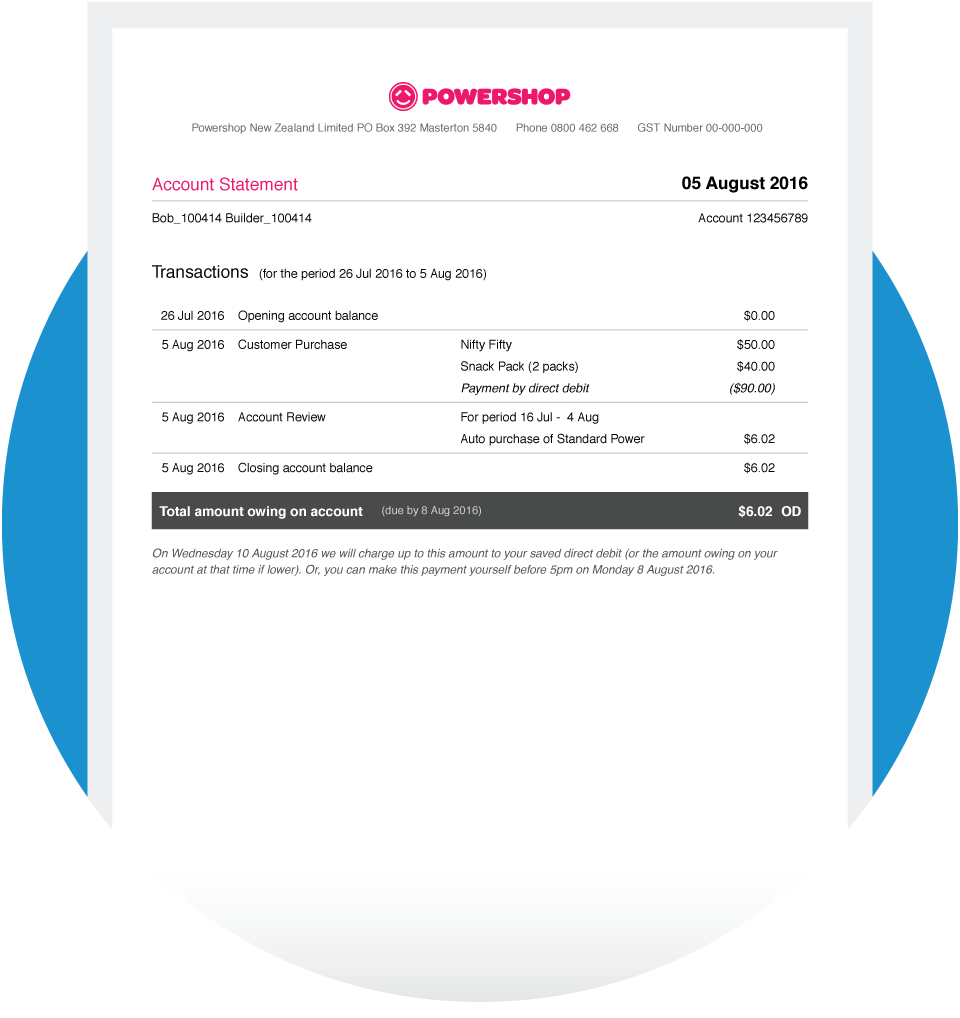 POWERSHOP
Powershop New Zealand Limited PO Box 392 Masterton 5840 Phone 0800 462 668 GST Number 00-000-000
Account Statement 05 August 2016
Bob_100414 Builder_100414 Account 123456789
Transactions (for the period 26 Jul 2016 to 5 Aug 2016)
26 Jul 2016 Opening account balance $0.00
5 Aug 2016 Customer Purchase Nifty Fifty $50.00
Snack Pack (2 packs) $40.00
Payment by direct debit ($90.00)
5 Aug 2016 Account Review For period 16 Jul - 4 Aug
Auto purchase of Standard Power $6.02
5 Aug 2016 Closing account balance $6.02
Total amount owing on account (due by 8 Aug 2016) $6.02 OD
On Wednesday 10 August 2016 we will charge up to this amount to your saved direct debit (or the amount owing on your
account at that time if lower). Or, you can make this payment yourself before 5pm on Monday 8 August 2016.